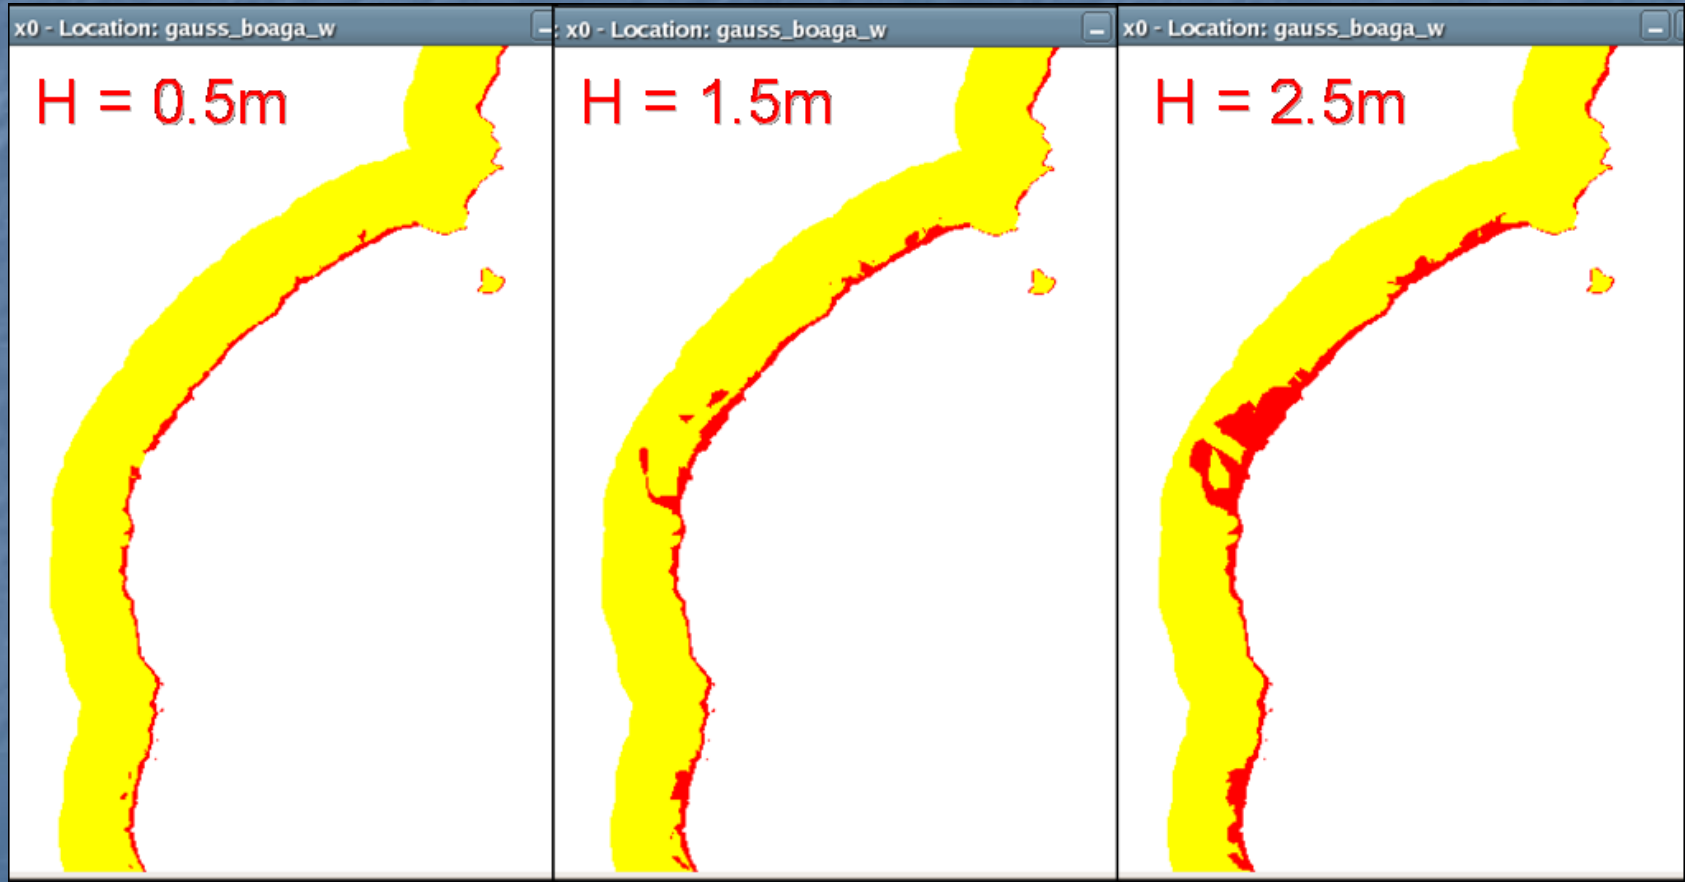 x0 - Location: gauss_boaga_w
H = 0.5m
x0 - Location: gauss_boaga_w
H = 1.5m
x0 - Location: gauss_boaga_w
H = 2.5m